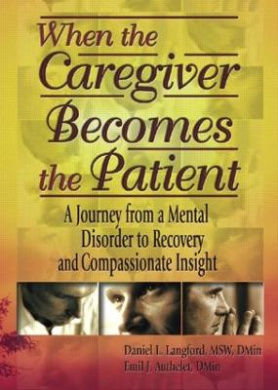 When the
Caregiver
Becomes
the Patient
A Journey from a Mental
Disorder to Recovery
and Compassionate Insight
Daniel L. Langford, MSW, DMin
Emil J. Authelet, DMin